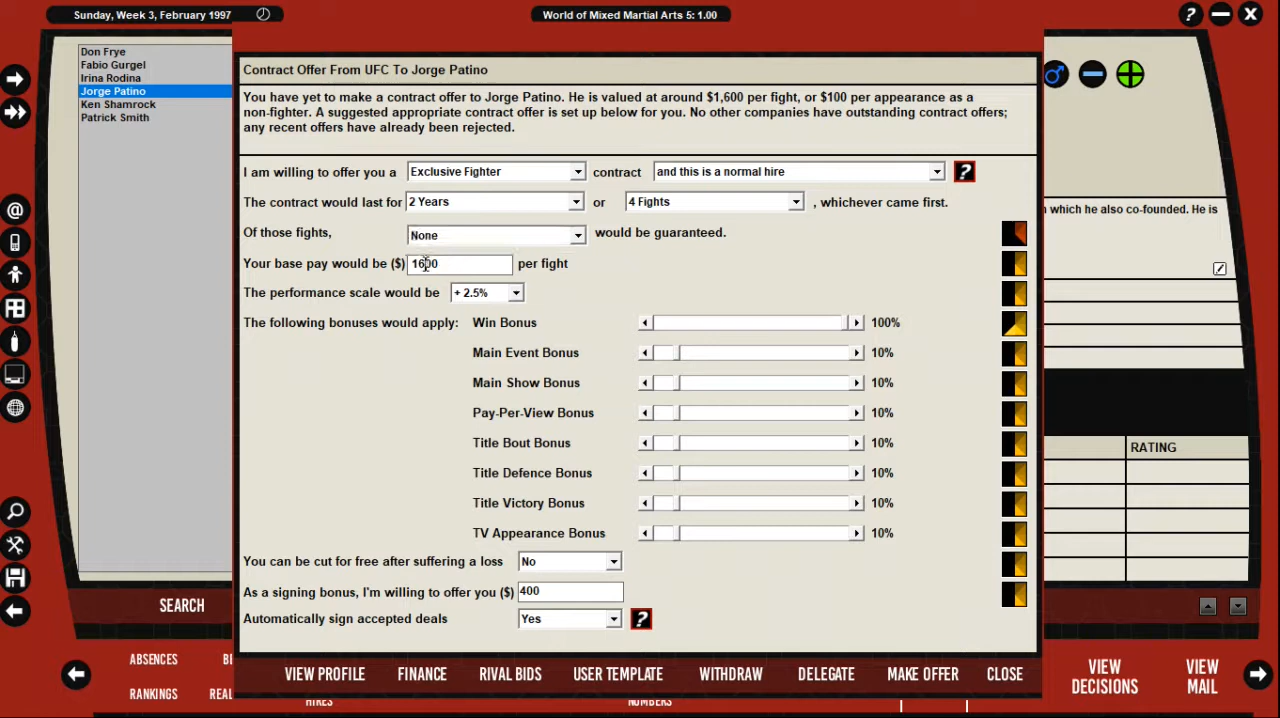 Sunday, Week 3, February 1997
World of Mixed Martial Arts 5: 1.00
?
Don Frye
Fabio Gurgel
Irina Rodina
Jorge Patino
Ken Shamrock
Patrick Smith
Contract Offer From UFC To Jorge Patino
You have yet to make a contract offer to Jorge Patino. He is valued at around $1,600 per fight, or $100 per appearance as a
non-fighter. A suggested appropriate contract offer is set up below for you. No other companies have outstanding contract offers;
any recent offers have already been rejected.
I am willing to offer you a Exclusive Fighter contract and this is a normal hire ?
The contract would last for 2 Years or 4 Fights , whichever came first.
n which he also co-founded. He is
Of those fights, None would be guaranteed.
Your base pay would be ($) 1600 per fight
The performance scale would be + 2.5%
The following bonuses would apply: Win Bonus 100%
Main Event Bonus 10%
Main Show Bonus 10%
Pay-Per-View Bonus 10%
Title Bout Bonus 10%
RATING
Title Defence Bonus 10%
Title Victory Bonus 10%
TV Appearance Bonus 10%
You can be cut for free after suffering a loss No
As a signing bonus, I'm willing to offer you ($) 400
Automatically sign accepted deals Yes ?
SEARCH
VIEW PROFILE FINANCE RIVAL BIDS USER TEMPLATE WITHDRAW DELEGATE MAKE OFFER CLOSE
ABSENCES BI
RANKINGS REAL
HIRES
NUMBERS
VIEW
DECISIONS
VIEW
MAIL